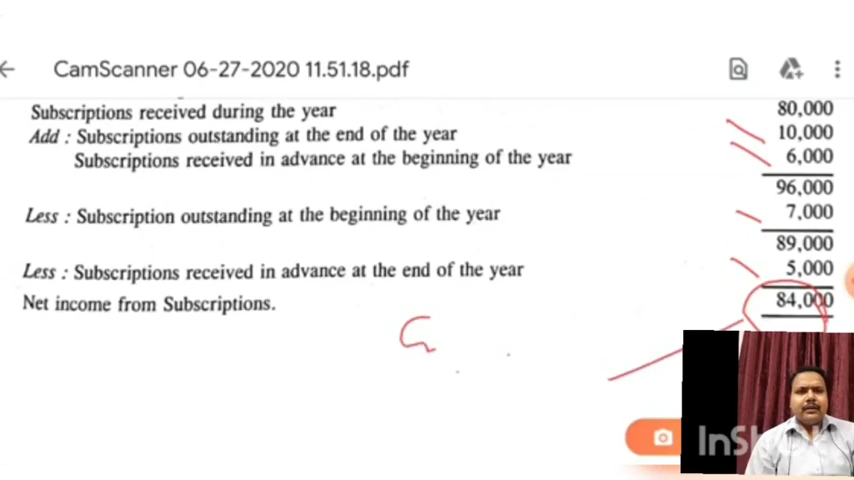 CamScanner 06-27-2020 11.51.18.pdf
Subscriptions received during the year 80,000
Add : Subscriptions outstanding at the end of the year 10,000
Subscriptions received in advance at the beginning of the year 6,000
96,000
Less : Subscription outstanding at the beginning of the year 7,000
89,000
Less : Subscriptions received in advance at the end of the year 5,000
Net income from Subscriptions. 84,000